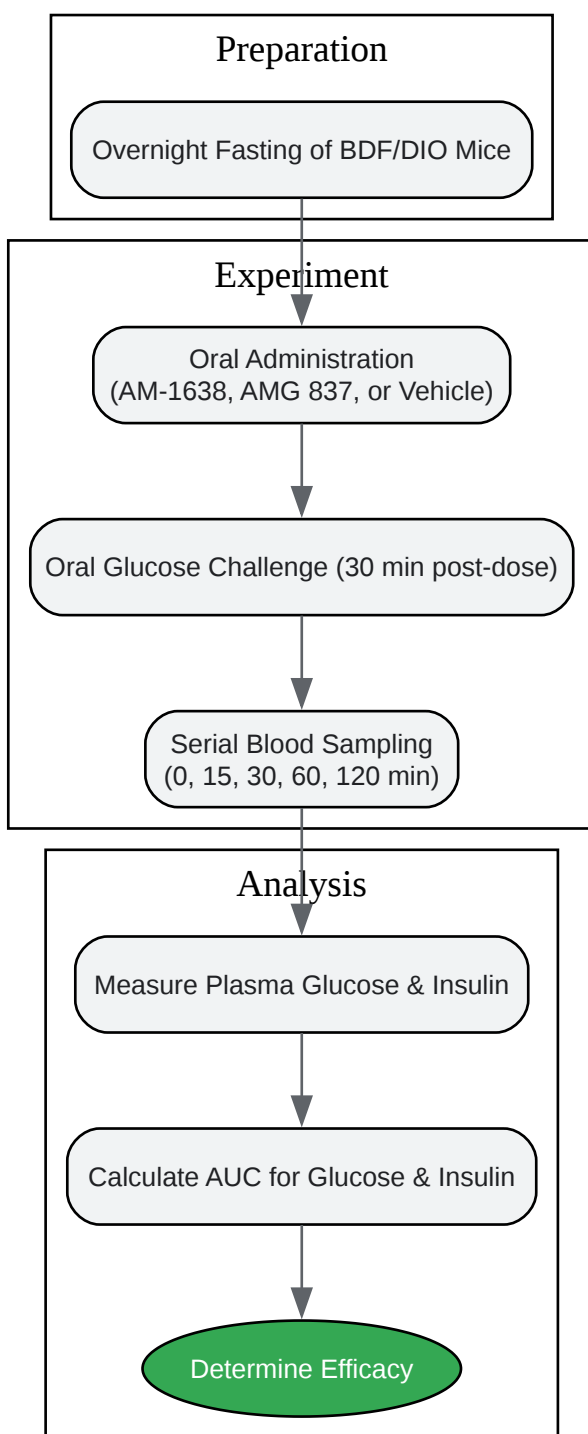 Preparation
Overnight Fasting of BDF/DIO Mice
Experiment
Oral Administration
(AM-1638, AMG 837, or Vehicle)
Oral Glucose Challenge (30 min post-dose)
Serial Blood Sampling
(0, 15, 30, 60, 120 min)
Analysis
Measure Plasma Glucose & Insulin
Calculate AUC for Glucose & Insulin
Determine Efficacy